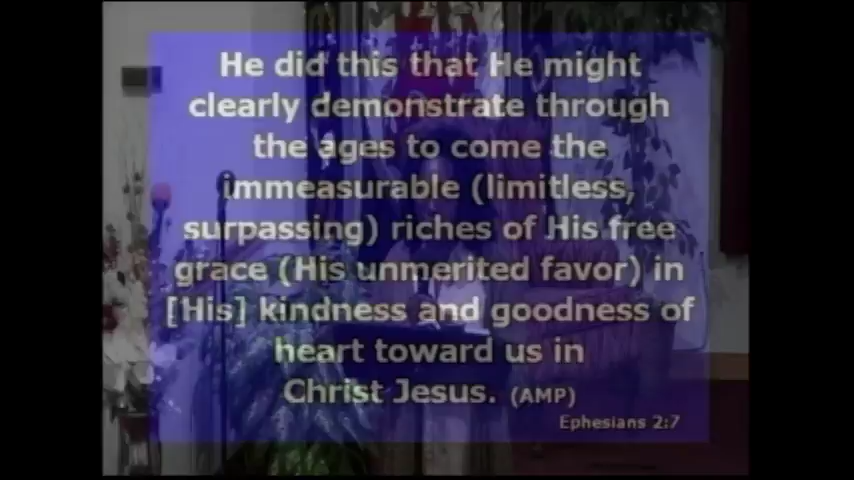 He did this that He might
clearly demonstrate through
the ages to come the
immeasurable (limitless,
surpassing) riches of His free
grace (His unmerited favor) in
[His] kindness and goodness of
heart toward us in
Christ Jesus. (AMP)
Ephesians 2:7